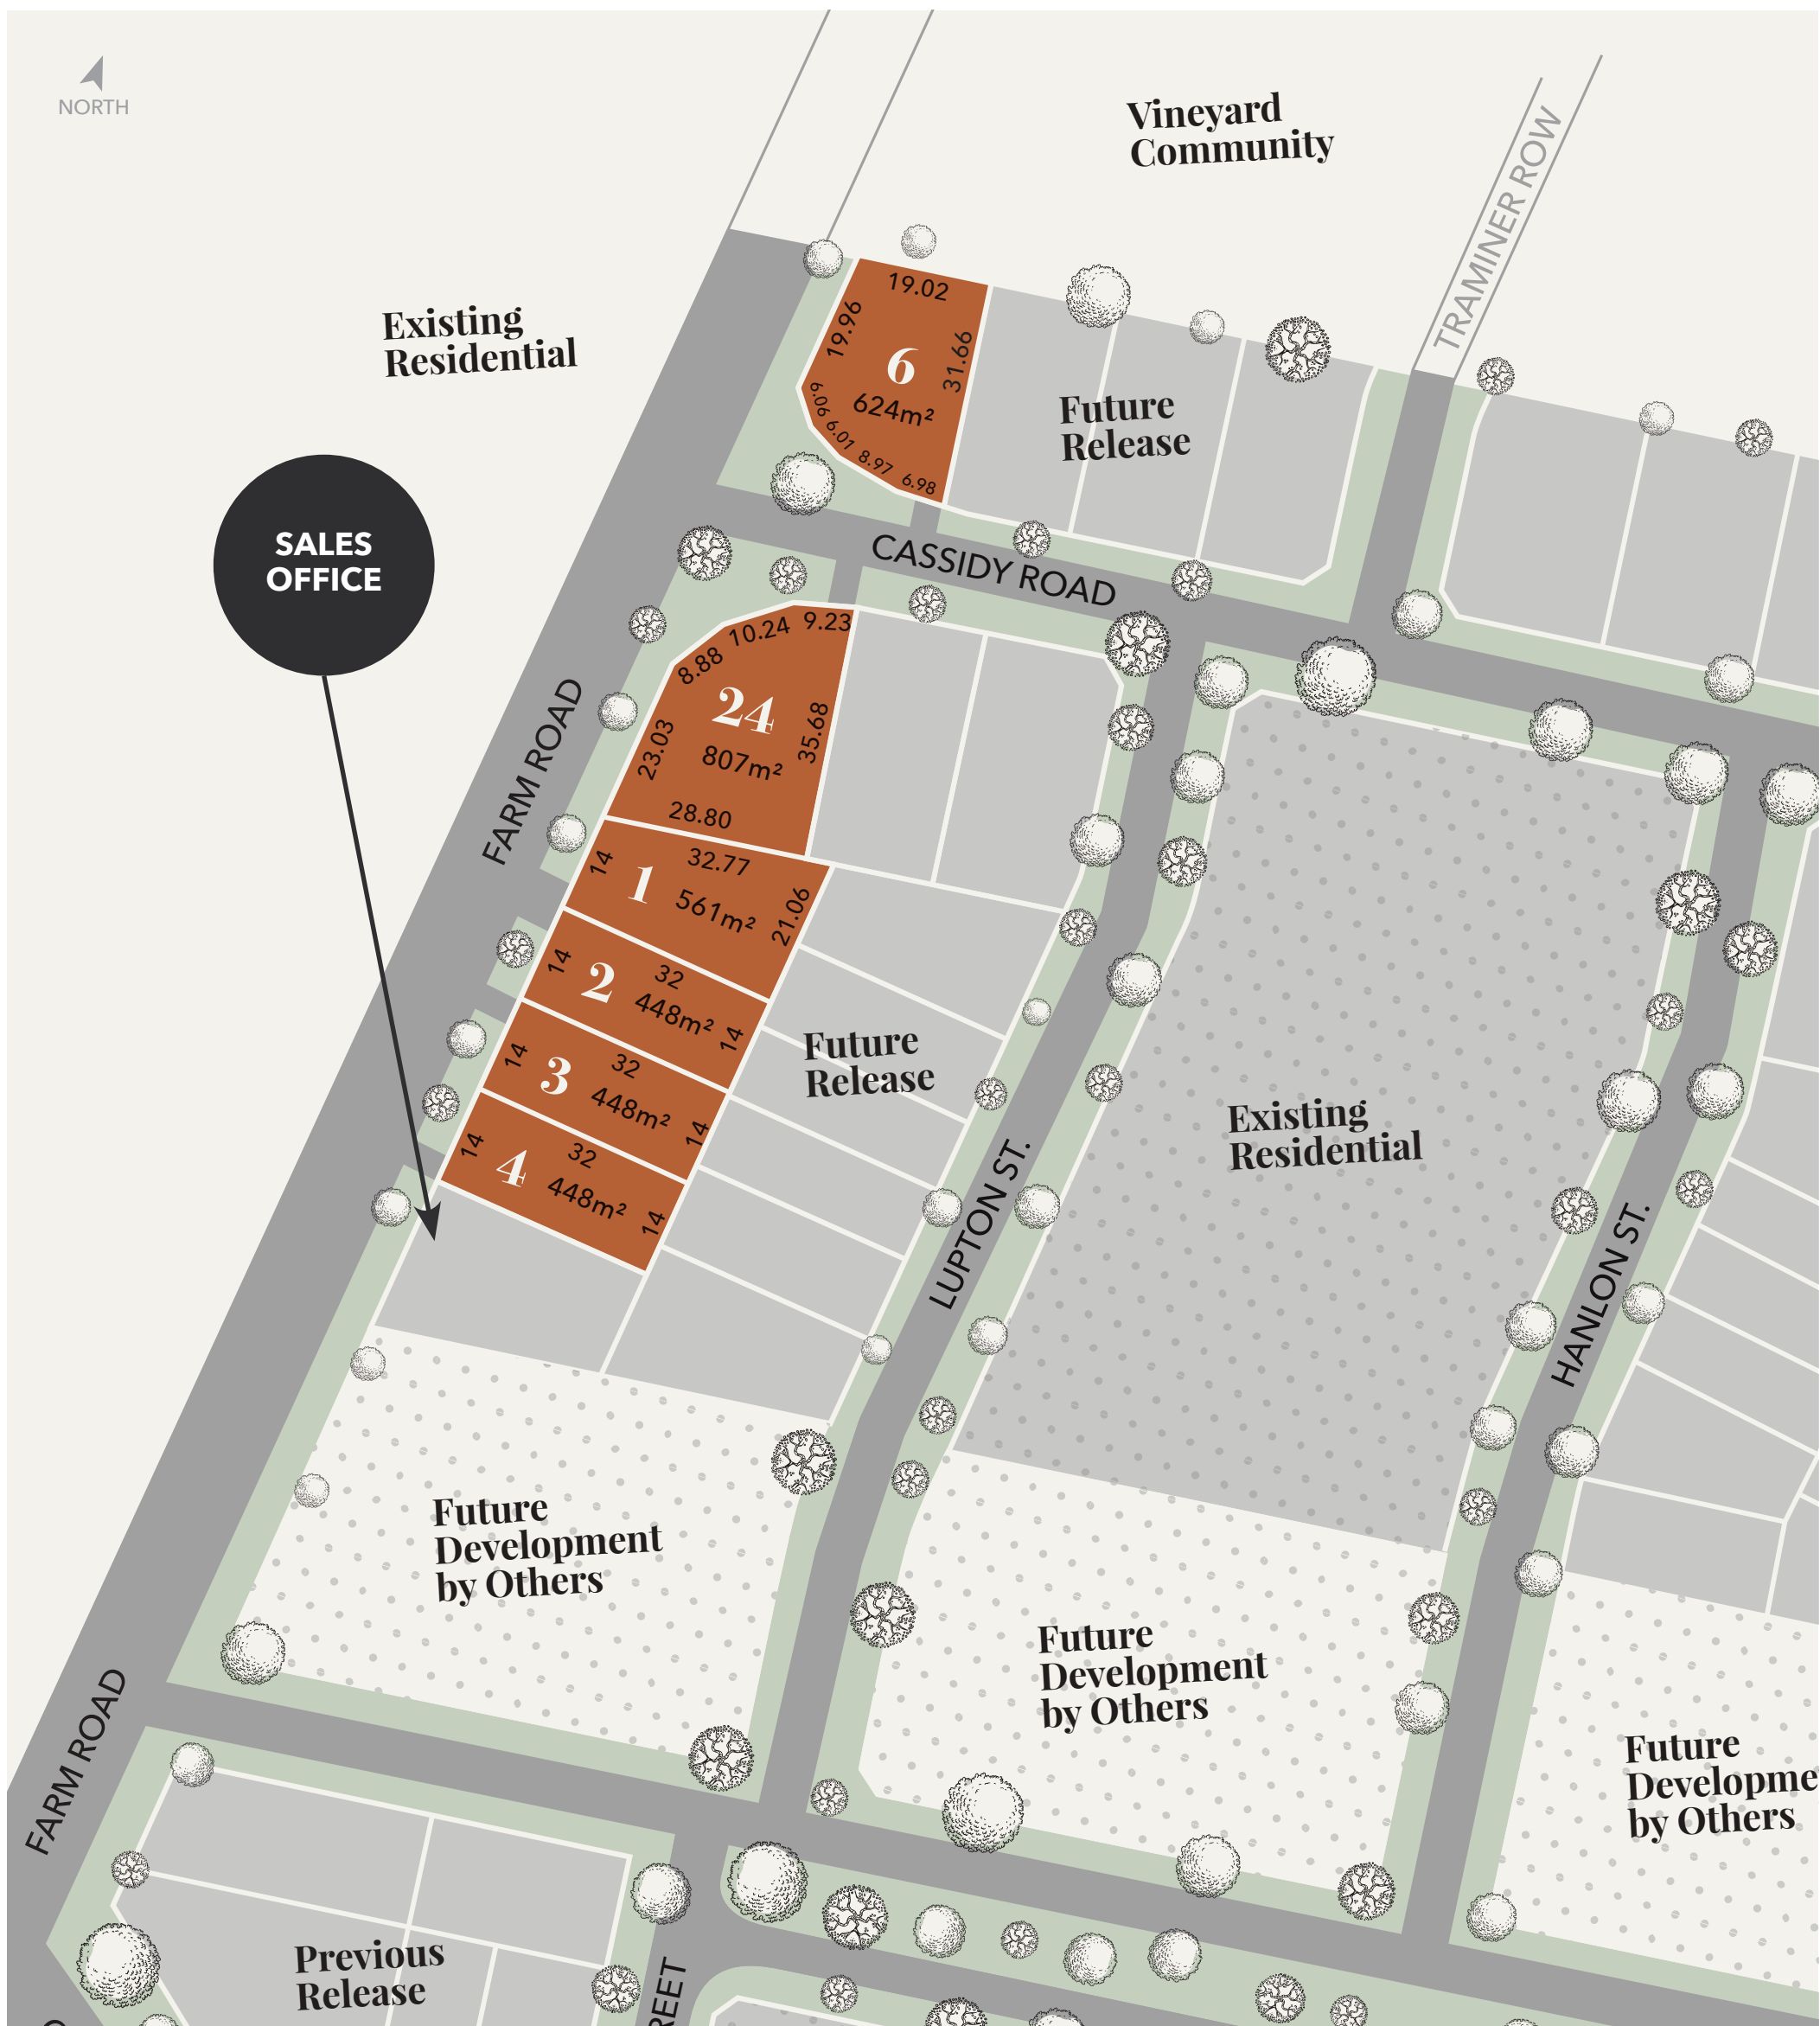 NORTH
Vineyard
Community
TRAMINER ROW
Existing
Residential
19.02
19.96
6
31.66
624m²
6.06
6.01
8.97
6.98
Future
Release
SALES
OFFICE
CASSIDY ROAD
FARM ROAD
8.88
10.24
9.23
24
807m²
23.03
35.68
28.80
14
1
32.77
561m²
21.06
14
2
32
448m²
14
14
3
32
448m²
14
14
4
32
448m²
14
Future
Release
LUPTON ST.
Existing
Residential
HANLON ST.
Future
Development
by Others
Future
Development
by Others
Future
Developme
by Others
FARM ROAD
Previous
Release
REET